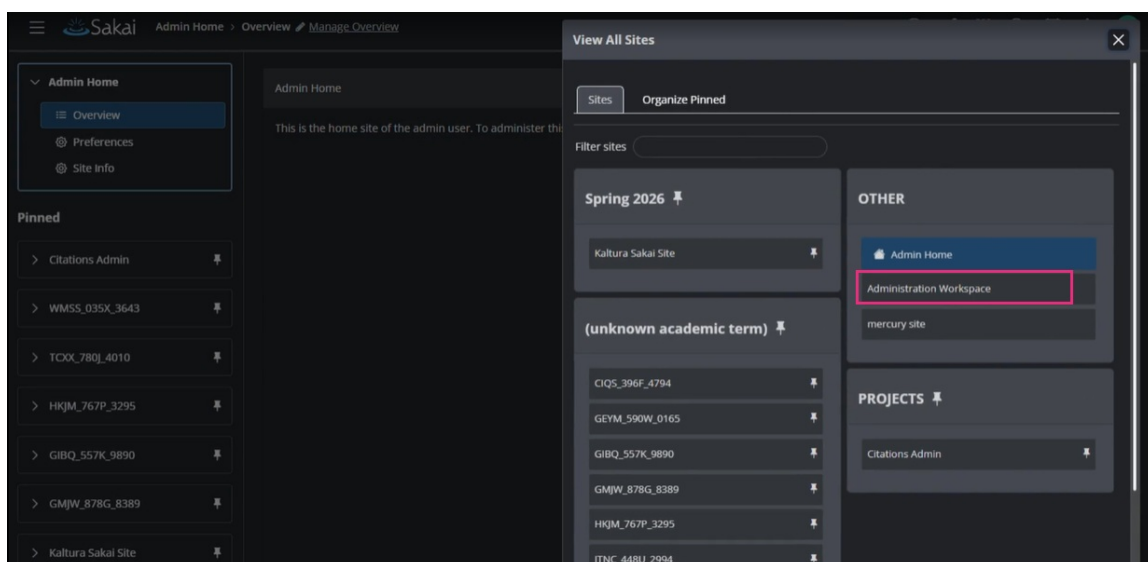 Sakai
Admin Home > Overview Manage Overview
Admin Home
Overview
Preferences
Site Info
Pinned
Citations Admin
WMSS_035X_3643
TCXX_780J_4010
HKJM_767P_3295
GIBQ_557K_9890
GMJW_878G_8389
Kaltura Sakai Site
Admin Home
This is the home site of the admin user. To administer
View All Sites
Sites
Organize Pinned
Filter sites
Spring 2026
Kaltura Sakai Site
(unknown academic term)
CIQS_396F_4794
GEYM_590W_0165
GIBQ_557K_9890
GMJW_878G_8389
HKJM_767P_3295
ITNC_448U_2994
OTHER
Admin Home
Administration Workspace
mercury site
PROJECTS
Citations Admin